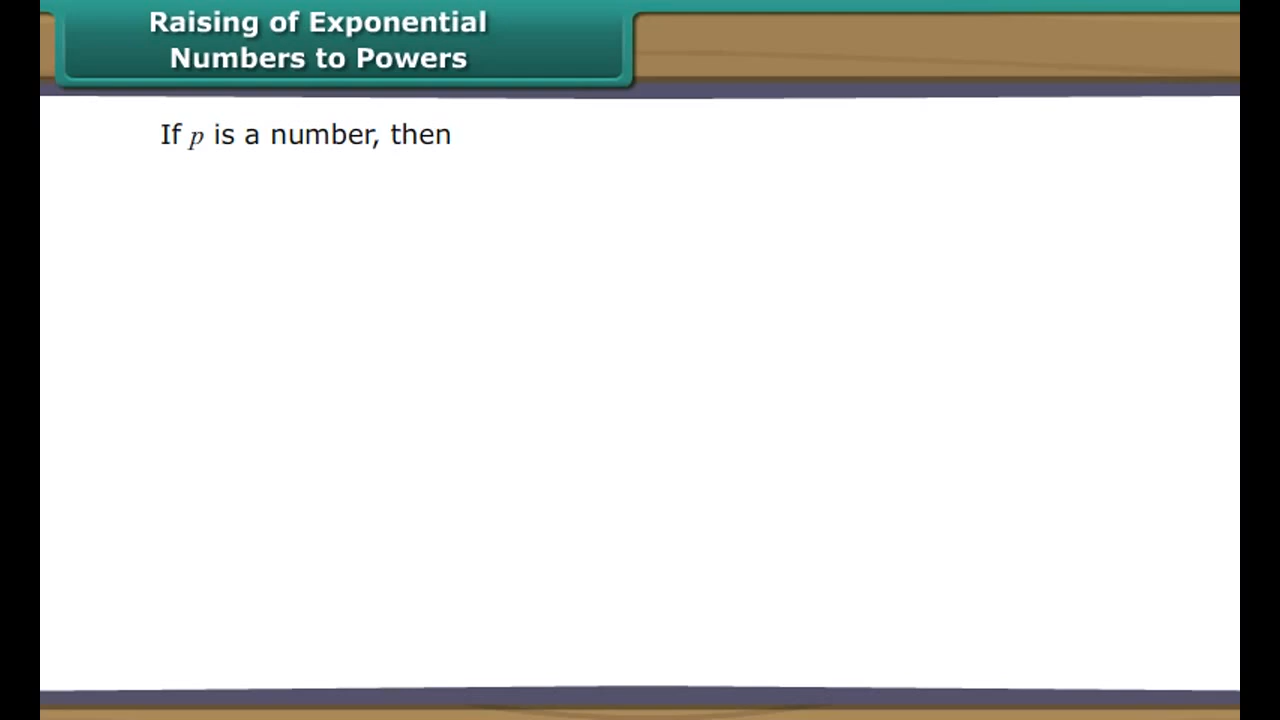 Raising of Exponential
Numbers to Powers
If p is a number, then